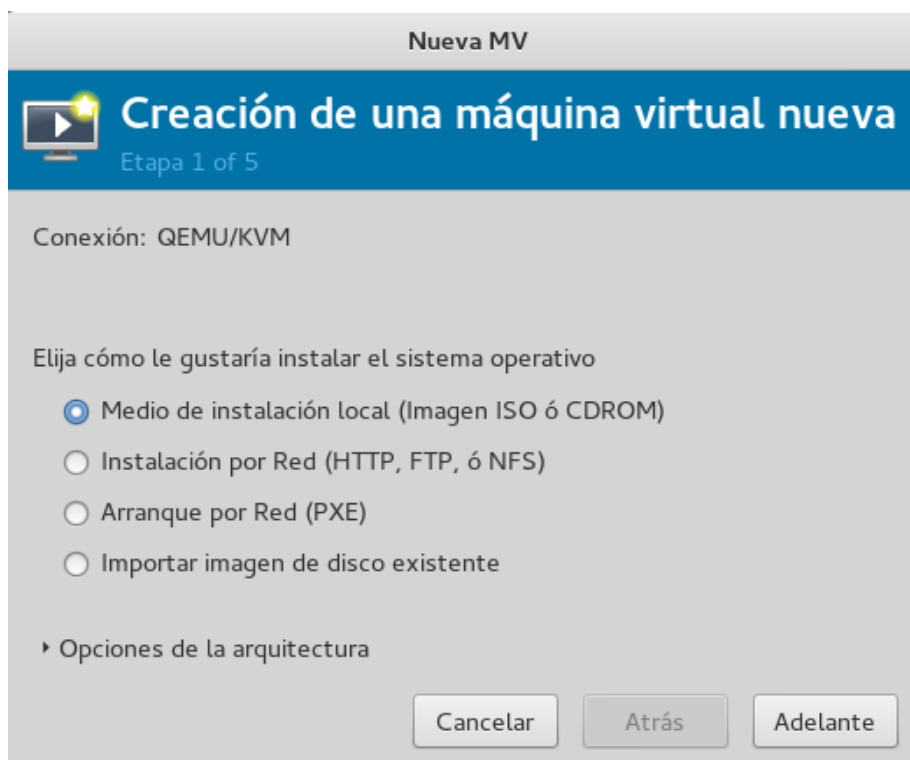 Nueva MV
Creación de una máquina virtual nueva
Etapa 1 of 5
Conexión: QEMU/KVM
Elija cómo le gustaría instalar el sistema operativo
Medio de instalación local (Imagen ISO ó CDROM)
Instalación por Red (HTTP, FTP, ó NFS)
Arranque por Red (PXE)
Importar imagen de disco existente
Opciones de la arquitectura
Cancelar Atrás Adelante